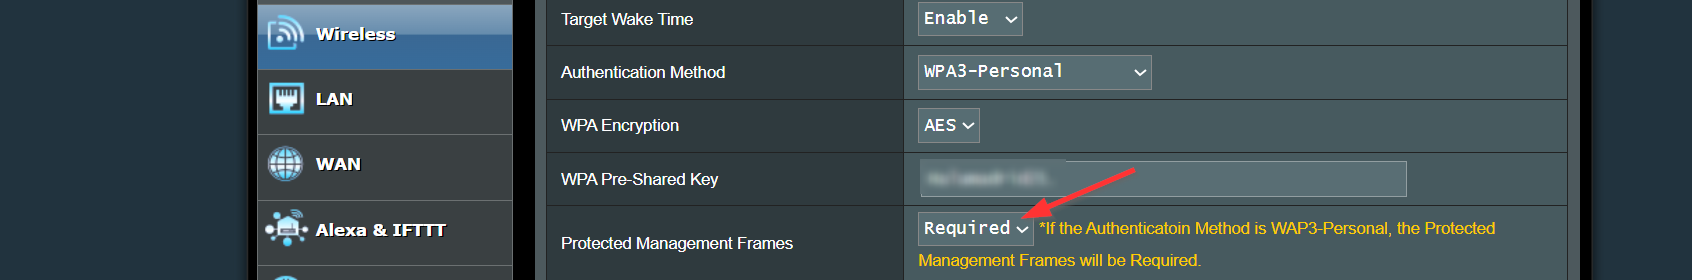 Wireless
LAN
WAN
Alexa & IFTTT
Target Wake Time
Enable
Authentication Method
WPA3-Personal
WPA Encryption
AES
WPA Pre-Shared Key
Protected Management Frames
Required *If the Authenticatoin Method is WAP3-Personal, the Protected
Management Frames will be Required.